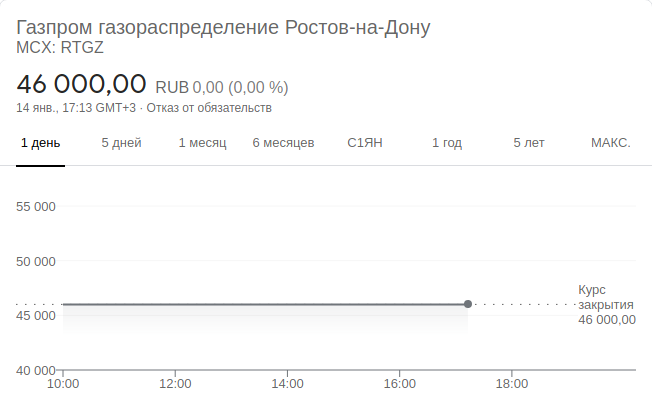 Газпром газораспределение Ростов-на-Дону
MCX: RTGZ
46 000,00 RUB 0,00 (0,00 %)
14 янв., 17:13 GMT+3 · Отказ от обязательств
1 день 5 дней 1 месяц 6 месяцев С1ЯН 1 год 5 лет МАКС.
55 000
50 000
45 000
40 000
Курс
закрытия
46 000,00
10:00 12:00 14:00 16:00 18:00